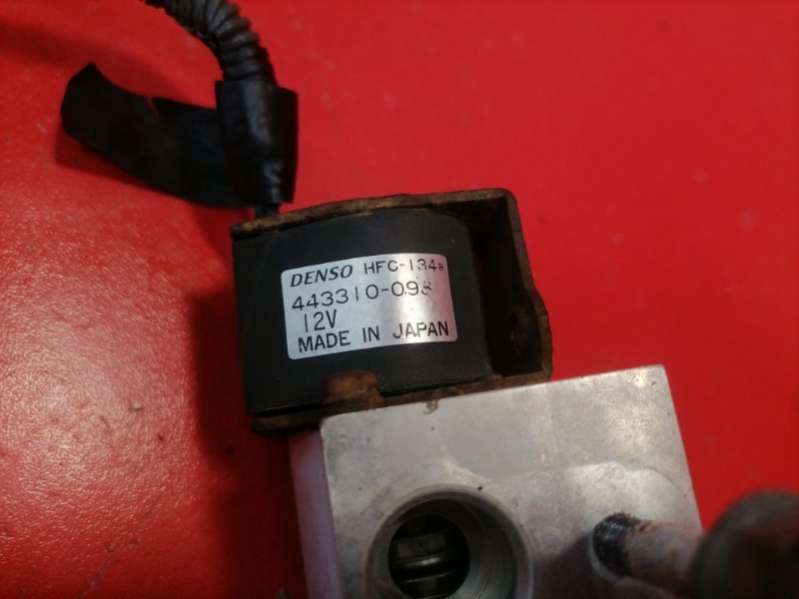 DENSO HFC-134a
443310-098
12V
MADE IN JAPAN